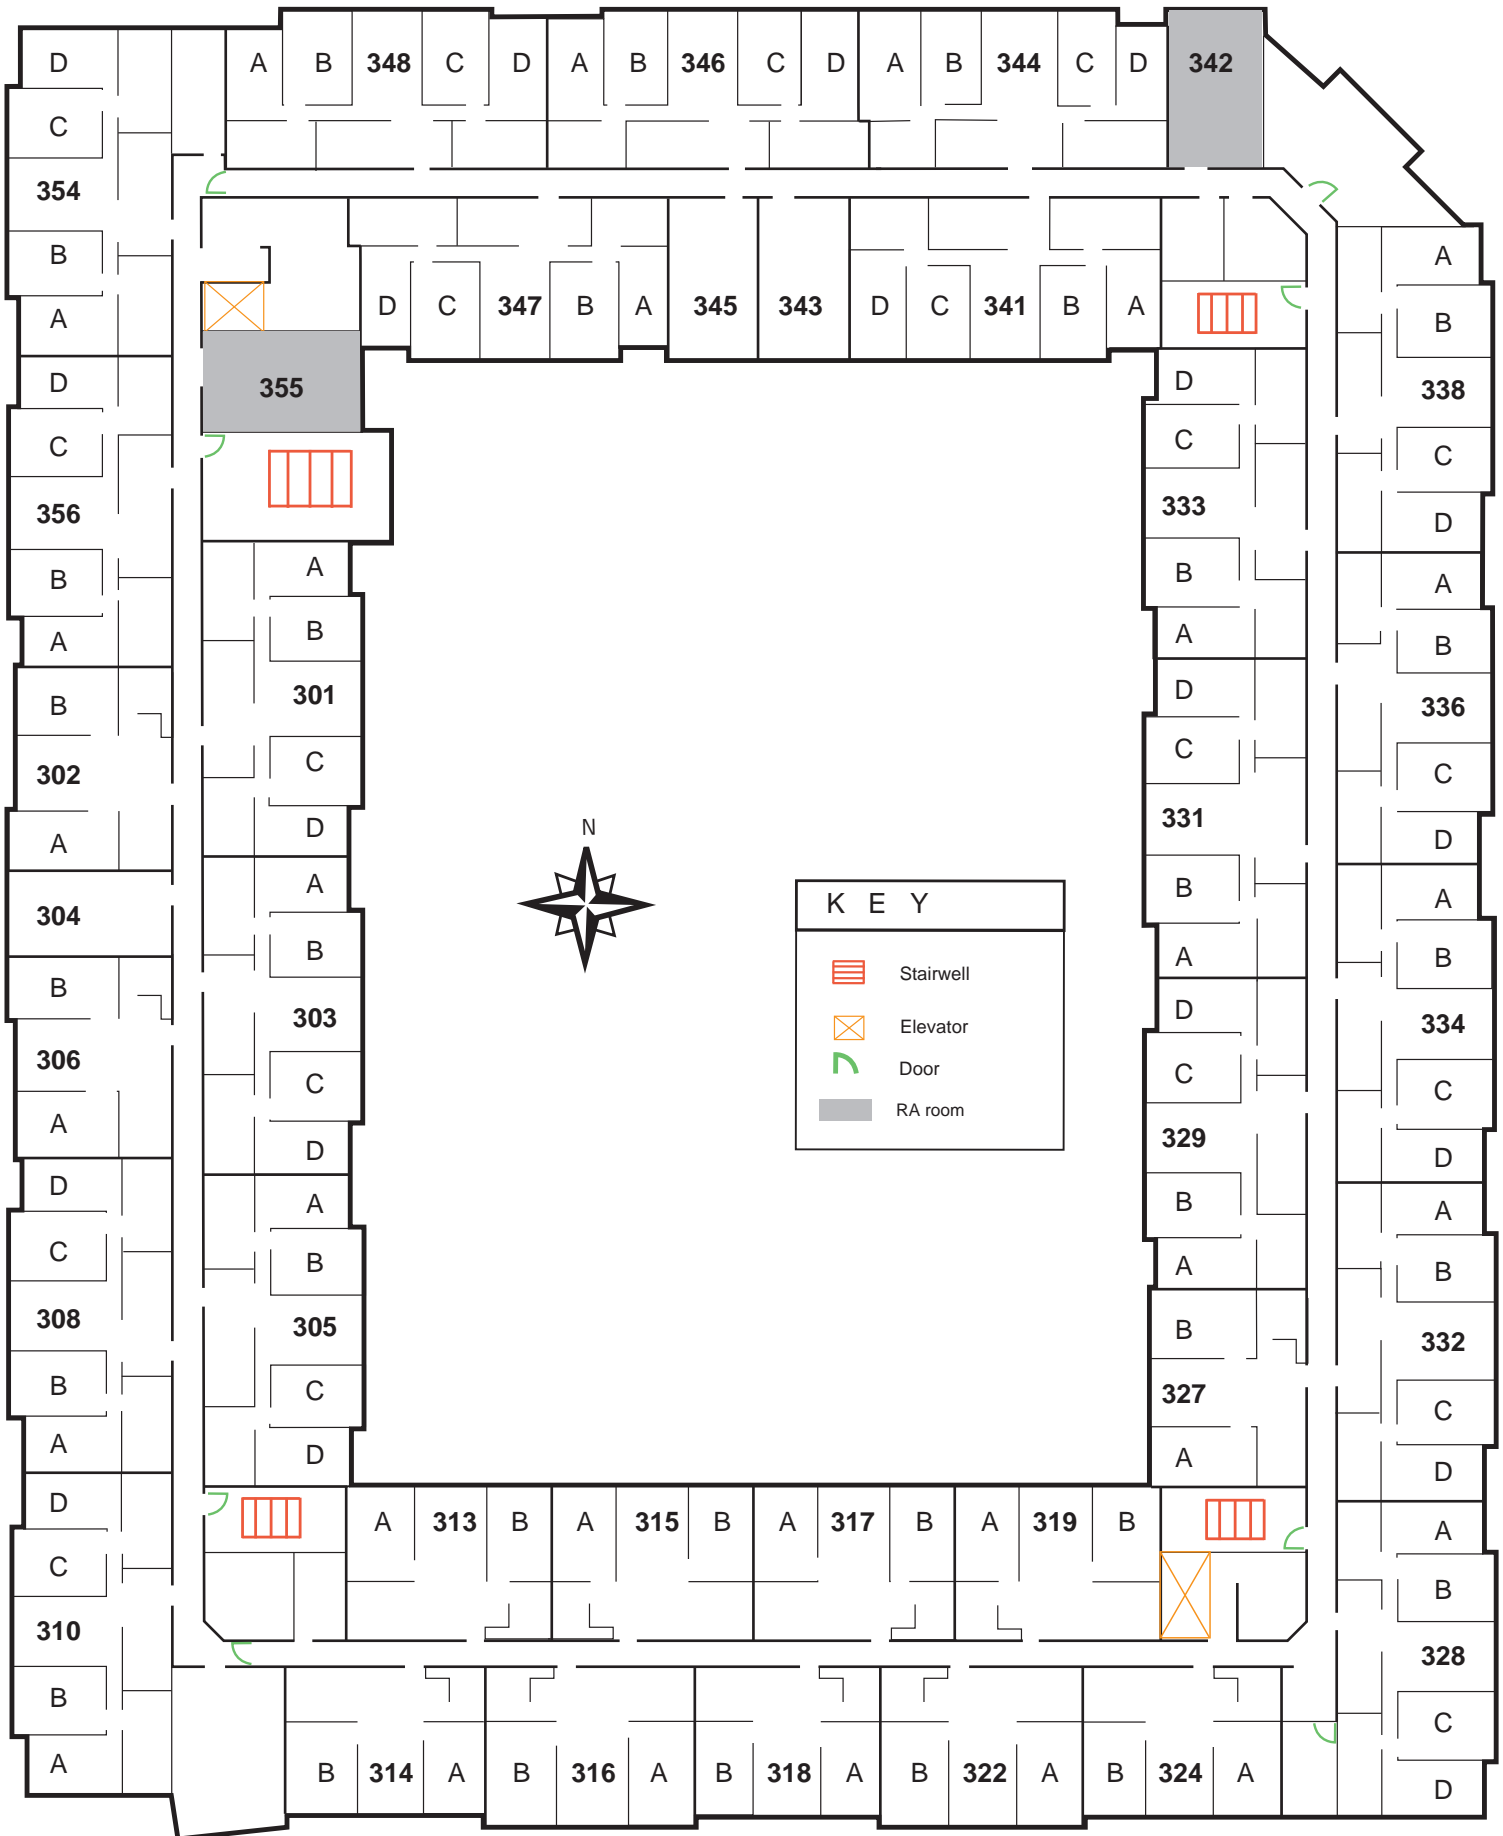 D A B 348 C D A B 346 C D A B 344 C D 342
C
354
B
A
D C 347 B A 345 343 D C 341 B A
A
B
338
C
D
355
D
C
356
B
A
D
C
333
B
A
A
B
301
C
D
A
B
336
C
D
B
302
A
D
C
331
B
A
304
A
B
303
C
D
N
K E Y
Stairwell
Elevator
Door
RA room
A
B
334
C
D
B
306
A
D
C
329
B
A
D
C
308
B
A
A
B
305
C
D
B
327
A
A
B
332
C
D
D
C
310
B
A
A 313 B A 315 B A 317 B A 319 B
A
B
328
C
D
B 314 A B 316 A B 318 A B 322 A B 324 A